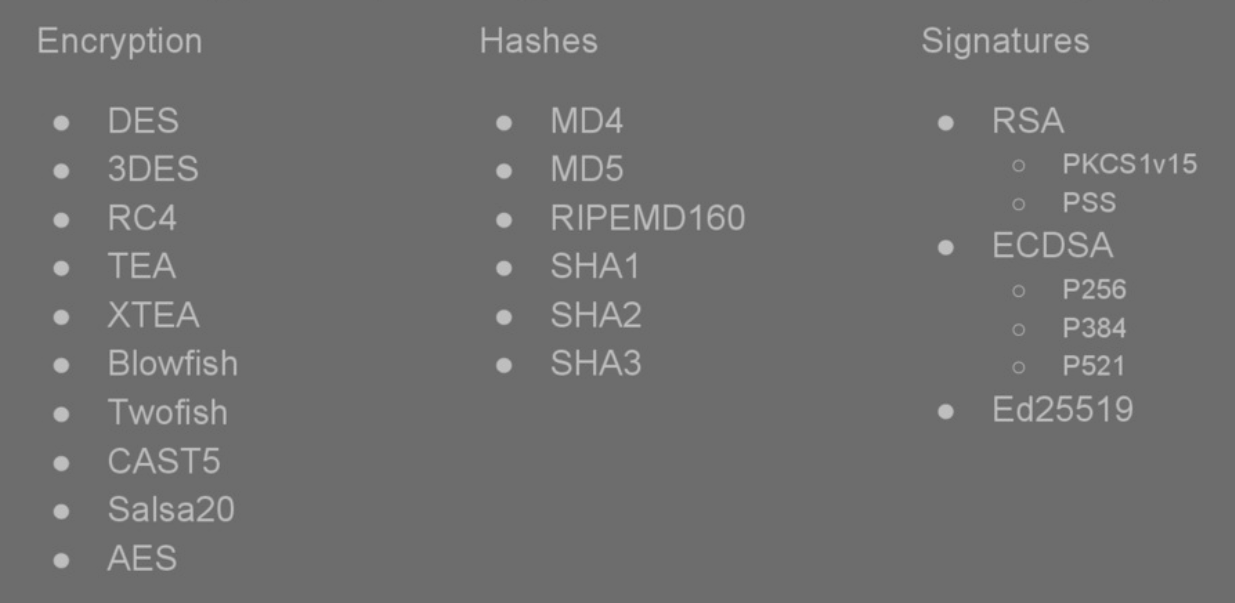 Encryption
DES
3DES
RC4
TEA
XTEA
Blowfish
Twofish
CAST5
Salsa20
AES
Hashes
MD4
MD5
RIPEMD160
SHA1
SHA2
SHA3
Signatures
RSA
PKCS1v15
PSS
ECDSA
P256
P384
P521
Ed25519